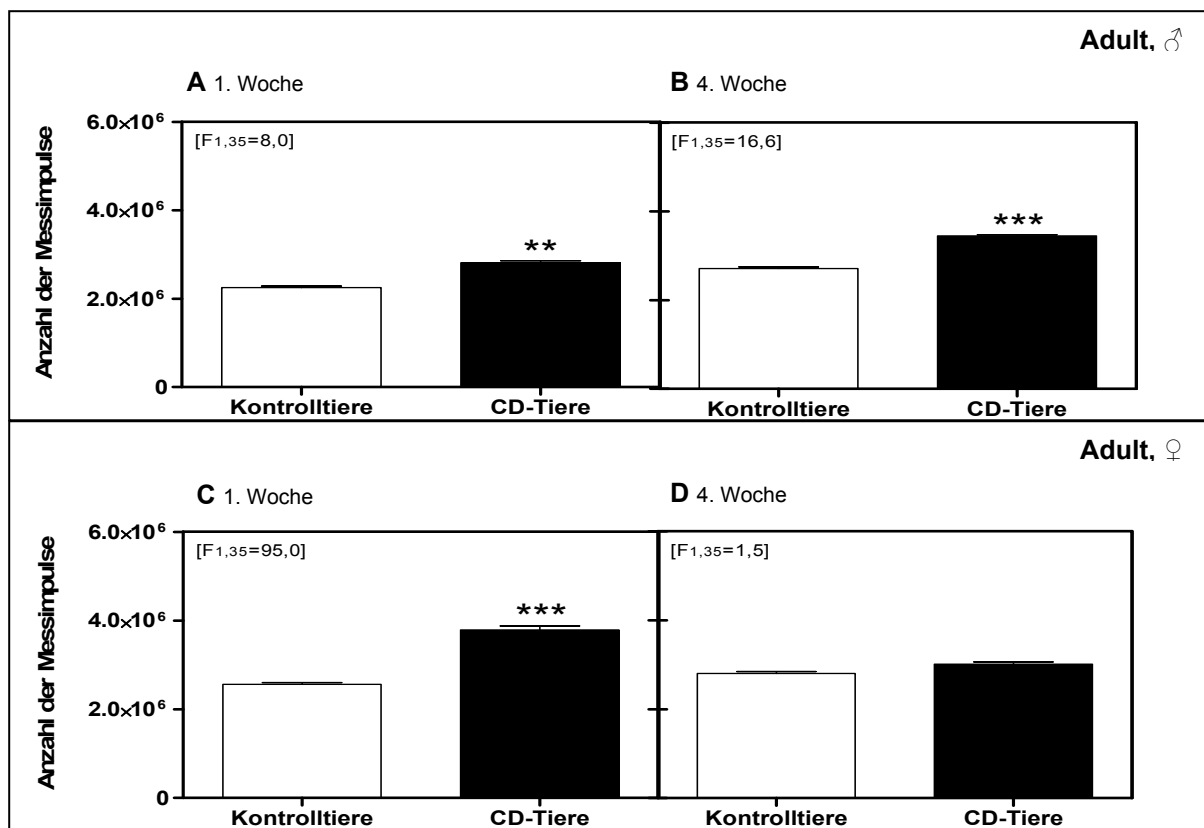 Adult, ♂
A 1. Woche
B 4. Woche
Anzahl der Messimpulse
6.0×10⁶
4.0×10⁶
2.0×10⁶
0
[F1,35=8,0]
[F1,35=16,6]
**
***
Kontrolltiere CD-Tiere Kontrolltiere CD-Tiere
Adult, ♀
C 1. Woche
D 4. Woche
Anzahl der Messimpulse
6.0×10⁶
4.0×10⁶
2.0×10⁶
0
[F1,35=95,0]
[F1,35=1,5]
***
Kontrolltiere CD-Tiere Kontrolltiere CD-Tiere